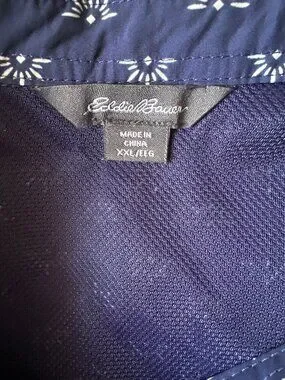 Eddie Bauer
MADE IN
CHINA
XXL/EEG